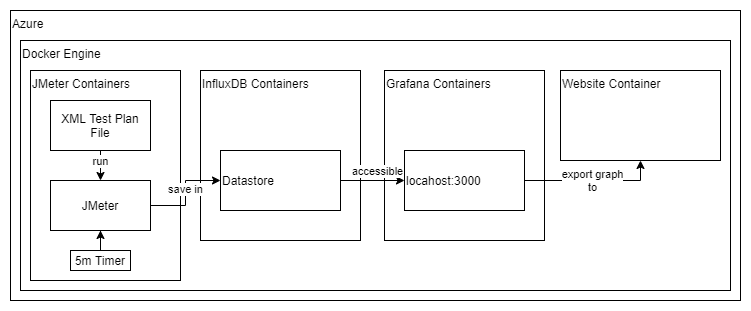 Azure
Docker Engine
JMeter Containers
InfluxDB Containers
Grafana Containers
Website Container
XML Test Plan
File
run
JMeter
5m Timer
save in
Datastore
accessible
locahost:3000
export graph
to